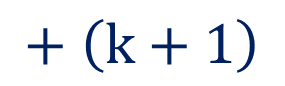 + (k + 1)